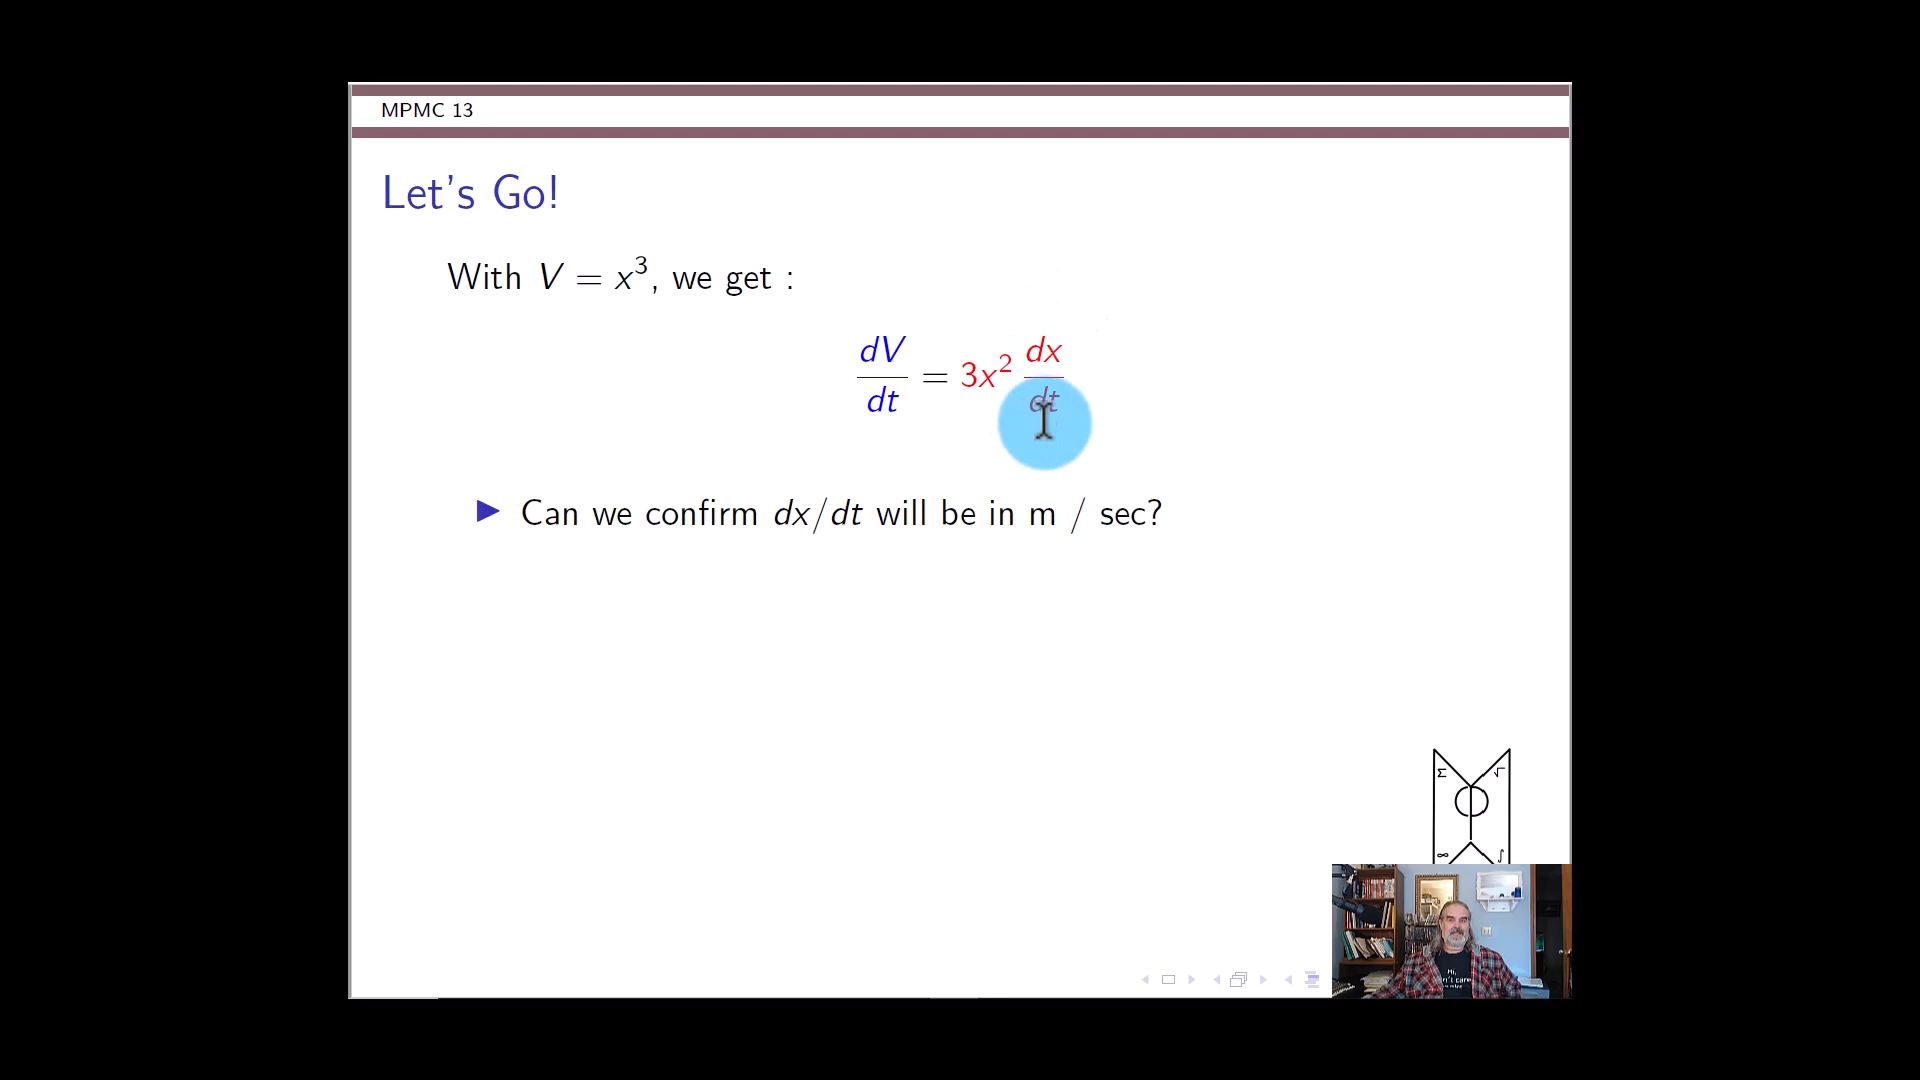 MPMC 13
Let's Go!
With V = x³, we get :
dV/dt = 3x² dx/dt
▶ Can we confirm dx/dt will be in m / sec?
Σ √
∞ ∫
Hi,